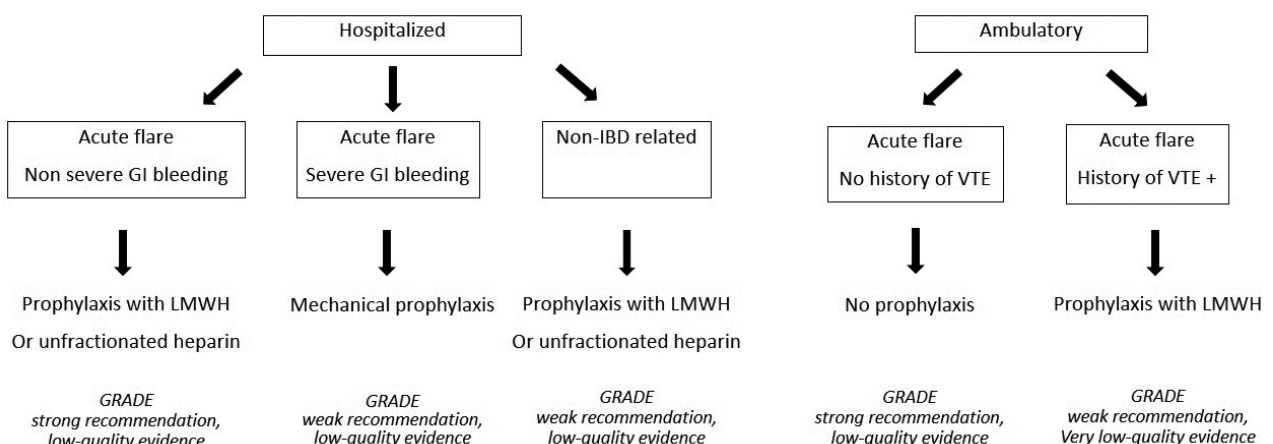 Hospitalized
Ambulatory
Acute flare
Non severe GI bleeding
Acute flare
Severe GI bleeding
Non-IBD related
Acute flare
No history of VTE
Acute flare
History of VTE +
Prophylaxis with LMWH
Or unfractionated heparin
Mechanical prophylaxis
Prophylaxis with LMWH
Or unfractionated heparin
No prophylaxis
Prophylaxis with LMWH
GRADE
strong recommendation,
low-quality evidence
GRADE
weak recommendation,
low-quality evidence
GRADE
weak recommendation,
low-quality evidence
GRADE
strong recommendation,
low-quality evidence
GRADE
weak recommendation,
Very low-quality evidence